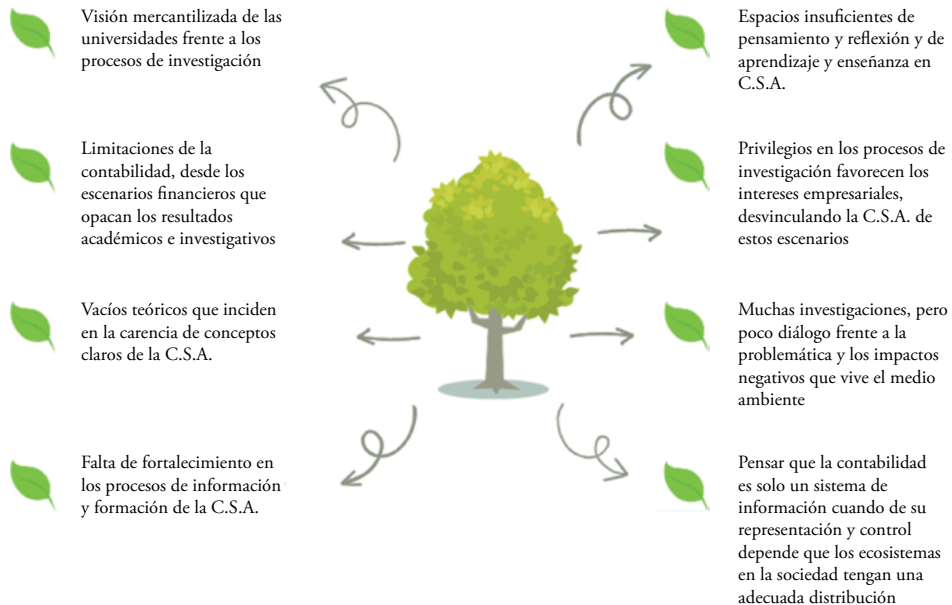 Visión mercantilizada de las
universidades frente a los
procesos de investigación
Limitaciones de la
contabilidad, desde los
escenarios financieros que
opacan los resultados
académicos e investigativos
Vacíos teóricos que inciden
en la carencia de conceptos
claros de la C.S.A.
Falta de fortalecimiento en
los procesos de información
y formación de la C.S.A.
Espacios insuficientes de
pensamiento y reflexión y de
aprendizaje y enseñanza en
C.S.A.
Privilegios en los procesos de
investigación favorecen los
intereses empresariales,
desvinculando la C.S.A. de
estos escenarios
Muchas investigaciones, pero
poco diálogo frente a la
problemática y los impactos
negativos que vive el medio
ambiente
Pensar que la contabilidad
es solo un sistema de
información cuando de su
representación y control
depende que los ecosistemas
en la sociedad tengan una
adecuada distribución